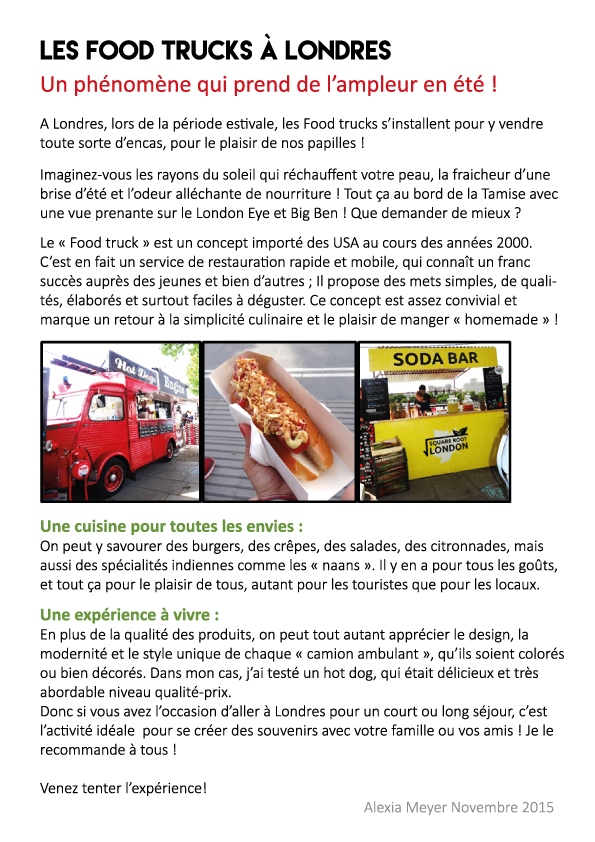 LES FOOD TRUCKS À LONDRES
Un phénomène qui prend de l’ampleur en été !
A Londres, lors de la période estivale, les Food trucks s’installent pour y vendre
toute sorte d’encas, pour le plaisir de nos papilles !
Imaginez-vous les rayons du soleil qui réchauffent votre peau, la fraicheur d’une
brise d’été et l’odeur alléchante de nourriture ! Tout ça au bord de la Tamise avec
une vue prenante sur le London Eye et Big Ben ! Que demander de mieux ?
Le « Food truck » est un concept importé des USA au cours des années 2000.
C’est en fait un service de restauration rapide et mobile, qui connaît un franc
succès auprès des jeunes et bien d’autres ; Il propose des mets simples, de quali-
tés, élaborés et surtout faciles à déguster. Ce concept est assez convivial et
marque un retour à la simplicité culinaire et le plaisir de manger « homemade » !
Hot Dogs
SODA BAR
SQUARE ROOT
LONDON
Une cuisine pour toutes les envies :
On peut y savourer des burgers, des crêpes, des salades, des citronnades, mais
aussi des spécialités indiennes comme les « naans ». Il y en a pour tous les goûts,
et tout ça pour le plaisir de tous, autant pour les touristes que pour les locaux.
Une expérience à vivre :
En plus de la qualité des produits, on peut tout autant apprécier le design, la
modernité et le style unique de chaque « camion ambulant », qu’ils soient colorés
ou bien décorés. Dans mon cas, j’ai testé un hot dog, qui était délicieux et très
abordable niveau qualité-prix.
Donc si vous avez l’occasion d’aller à Londres pour un court ou long séjour, c’est
l’activité idéale  pour se créer des souvenirs avec votre famille ou vos amis ! Je le
recommande à tous !
Venez tenter l’expérience!
Alexia Meyer Novembre 2015